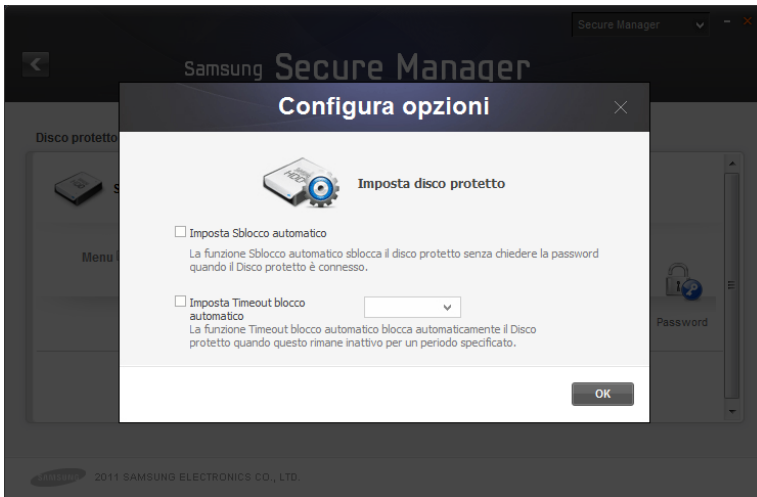 Secure Manager
Samsung Secure Manager
Configura opzioni
Disco protetto
HDD
Imposta disco protetto
S
Imposta Sblocco automatico
La funzione Sblocco automatico sblocca il disco protetto senza chiedere la password
quando il Disco protetto è connesso.
Menu
Imposta Timeout blocco
automatico
La funzione Timeout blocco automatico blocca automaticamente il Disco
protetto quando questo rimane inattivo per un periodo specificato.
Password
OK
SAMSUNG 2011 SAMSUNG ELECTRONICS CO., LTD.